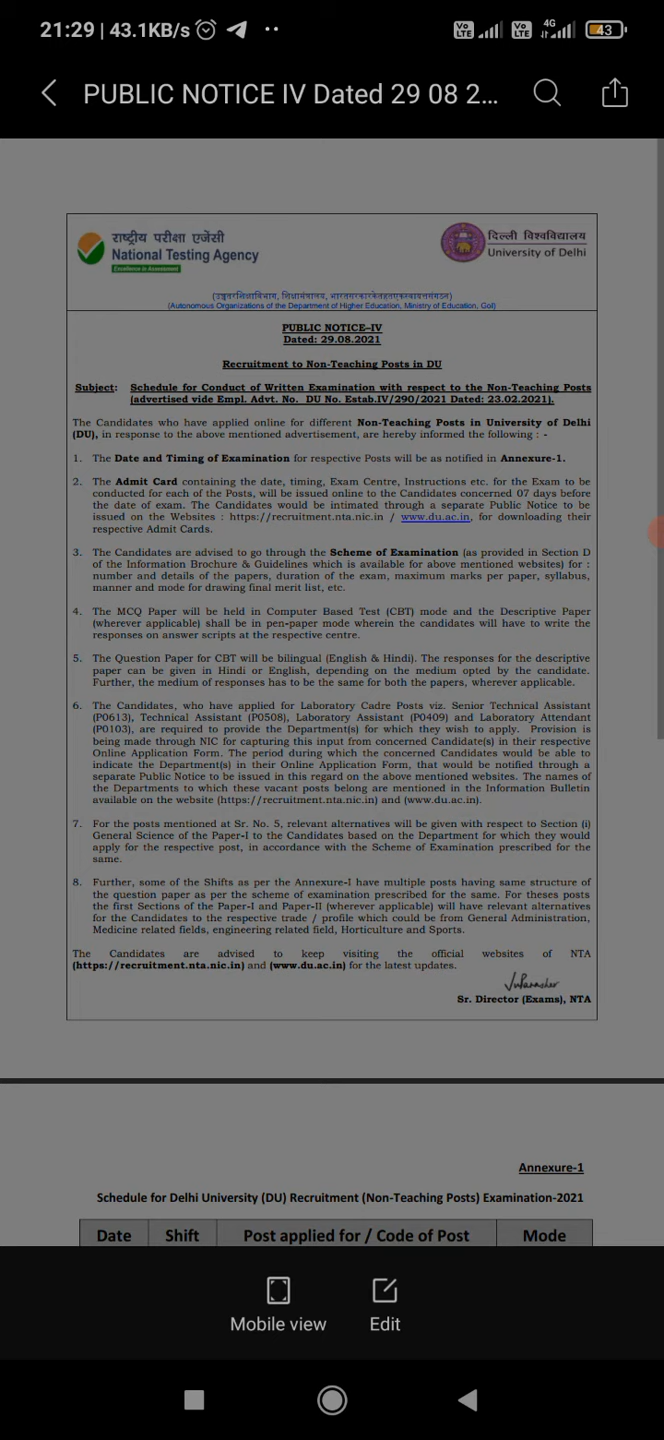 21:29 | 43.1KB/s
Vo LTE Vo LTE 4G 43
PUBLIC NOTICE IV Dated 29 08 2...
राष्ट्रीय परीक्षा एजेंसी
National Testing Agency
Excellence in Assessment
दिल्ली विश्वविद्यालय
University of Delhi
(उच्चतरशिक्षाविभाग, शिक्षामंत्रालय, भारतसरकारकेतहतएकस्वायत्तसंगठन)
(Autonomous Organizations of the Department of Higher Education, Ministry of Education, GoI)
PUBLIC NOTICE–IV
Dated: 29.08.2021
Recruitment to Non-Teaching Posts in DU
Subject: Schedule for Conduct of Written Examination with respect to the Non-Teaching Posts
(advertised vide Empl. Advt. No. DU No. Estab.IV/290/2021 Dated: 23.02.2021).
The Candidates who have applied online for different Non-Teaching Posts in University of Delhi
(DU), in response to the above mentioned advertisement, are hereby informed the following : -
1. The Date and Timing of Examination for respective Posts will be as notified in Annexure-1.
2. The Admit Card containing the date, timing, Exam Centre, Instructions etc. for the Exam to be
conducted for each of the Posts, will be issued online to the Candidates concerned 07 days before
the date of exam. The Candidates would be intimated through a separate Public Notice to be
issued on the Websites : https://recruitment.nta.nic.in / www.du.ac.in, for downloading their
respective Admit Cards.
3. The Candidates are advised to go through the Scheme of Examination (as provided in Section D
of the Information Brochure & Guidelines which is available for above mentioned websites) for :
number and details of the papers, duration of the exam, maximum marks per paper, syllabus,
manner and mode for drawing final merit list, etc.
4. The MCQ Paper will be held in Computer Based Test (CBT) mode and the Descriptive Paper
(wherever applicable) shall be in pen-paper mode wherein the candidates will have to write the
responses on answer scripts at the respective centre.
5. The Question Paper for CBT will be bilingual (English & Hindi). The responses for the descriptive
paper can be given in Hindi or English, depending on the medium opted by the candidate.
Further, the medium of responses has to be the same for both the papers, wherever applicable.
6. The Candidates, who have applied for Laboratory Cadre Posts viz. Senior Technical Assistant
(P0613), Technical Assistant (P0508), Laboratory Assistant (P0409) and Laboratory Attendant
(P0103), are required to provide the Department(s) for which they wish to apply. Provision is
being made through NIC for capturing this input from concerned Candidate(s) in their respective
Online Application Form. The period during which the concerned Candidates would be able to
indicate the Department(s) in their Online Application Form, that would be notified through a
separate Public Notice to be issued in this regard on the above mentioned websites. The names of
the Departments to which these vacant posts belong are mentioned in the Information Bulletin
available on the website (https://recruitment.nta.nic.in) and (www.du.ac.in).
7. For the posts mentioned at Sr. No. 5, relevant alternatives will be given with respect to Section (i)
General Science of the Paper-I to the Candidates based on the Department for which they would
apply for the respective post, in accordance with the Scheme of Examination prescribed for the
same.
8. Further, some of the Shifts as per the Annexure-I have multiple posts having same structure of
the question paper as per the scheme of examination prescribed for the same. For theses posts
the first Sections of the Paper-I and Paper-II (wherever applicable) will have relevant alternatives
for the Candidates to the respective trade / profile which could be from General Administration,
Medicine related fields, engineering related field, Horticulture and Sports.
The Candidates are advised to keep visiting the official websites of NTA
(https://recruitment.nta.nic.in) and (www.du.ac.in) for the latest updates.
Sr. Director (Exams), NTA
Annexure-1
Schedule for Delhi University (DU) Recruitment (Non-Teaching Posts) Examination-2021
Date Shift Post applied for / Code of Post Mode
Mobile view Edit